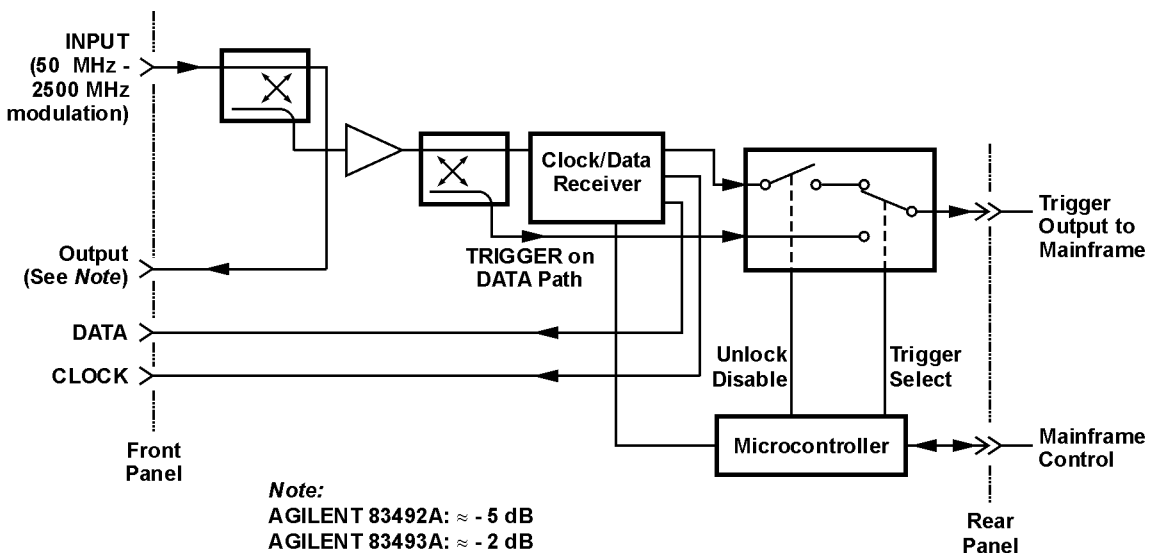 INPUT
(50 MHz -
2500 MHz
modulation)
Clock/Data
Receiver
Trigger
Output to
Mainframe
Output
(See Note)
TRIGGER on
DATA Path
DATA
CLOCK
Unlock
Disable
Trigger
Select
Microcontroller
Mainframe
Control
Front
Panel
Note:
AGILENT 83492A: ≈ - 5 dB
AGILENT 83493A: ≈ - 2 dB
Rear
Panel